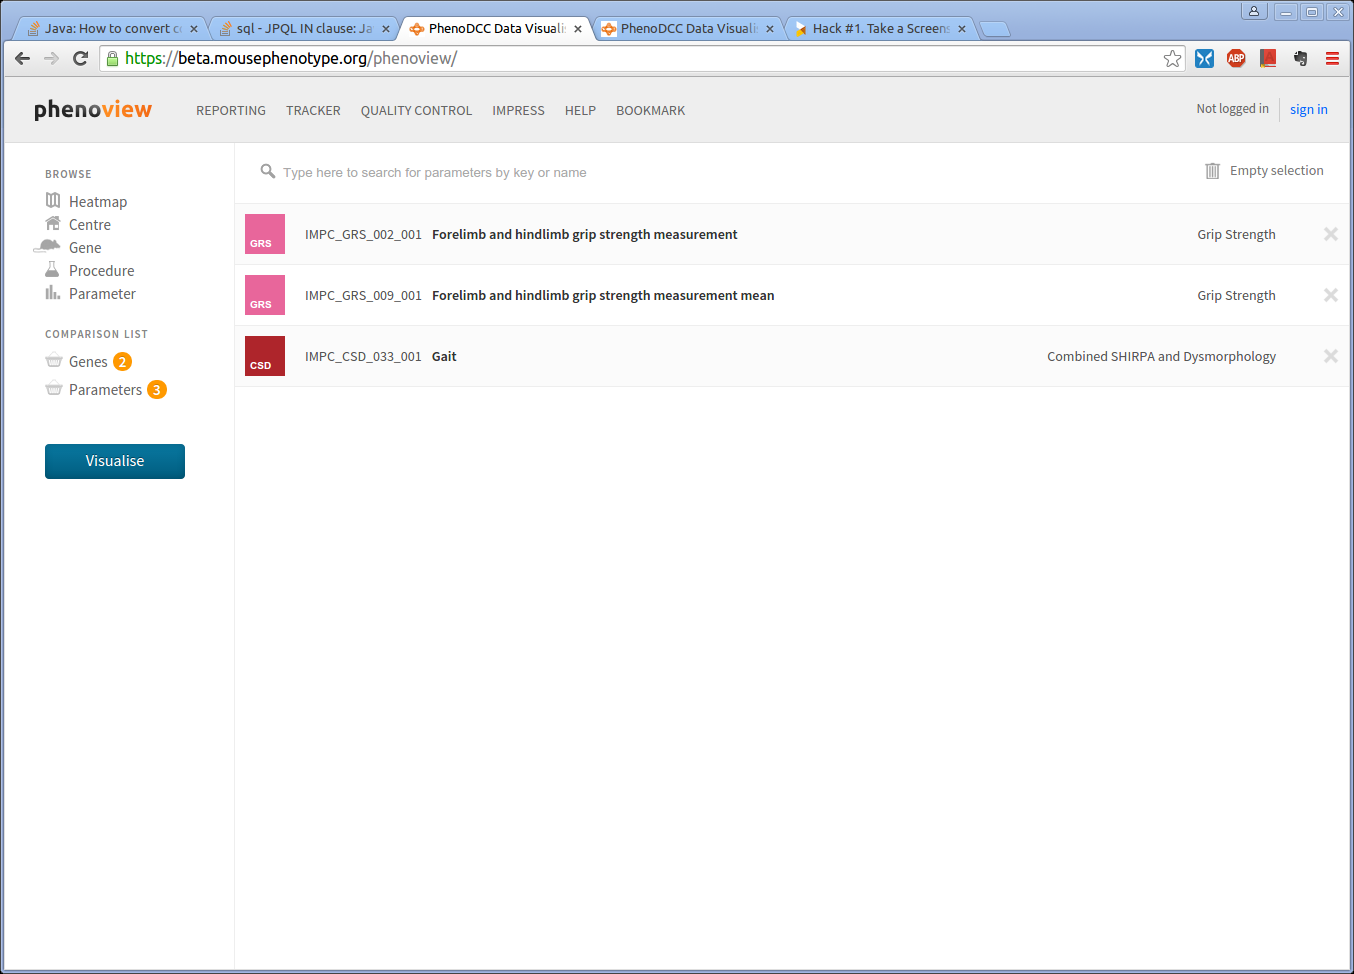 Java: How to convert c
sql - JPQL IN clause: Ja
PhenoDCC Data Visuali
PhenoDCC Data Visuali
Hack #1. Take a Screens
https://beta.mousephenotype.org/phenoview/
ABP
phenoview
REPORTING TRACKER QUALITY CONTROL IMPRESS HELP BOOKMARK
Not logged in sign in
BROWSE
Heatmap
Centre
Gene
Procedure
Parameter
COMPARISON LIST
Genes 2
Parameters 3
Visualise
Type here to search for parameters by key or name
Empty selection
GRS IMPC_GRS_002_001 Forelimb and hindlimb grip strength measurement Grip Strength
GRS IMPC_GRS_009_001 Forelimb and hindlimb grip strength measurement mean Grip Strength
CSD IMPC_CSD_033_001 Gait Combined SHIRPA and Dysmorphology